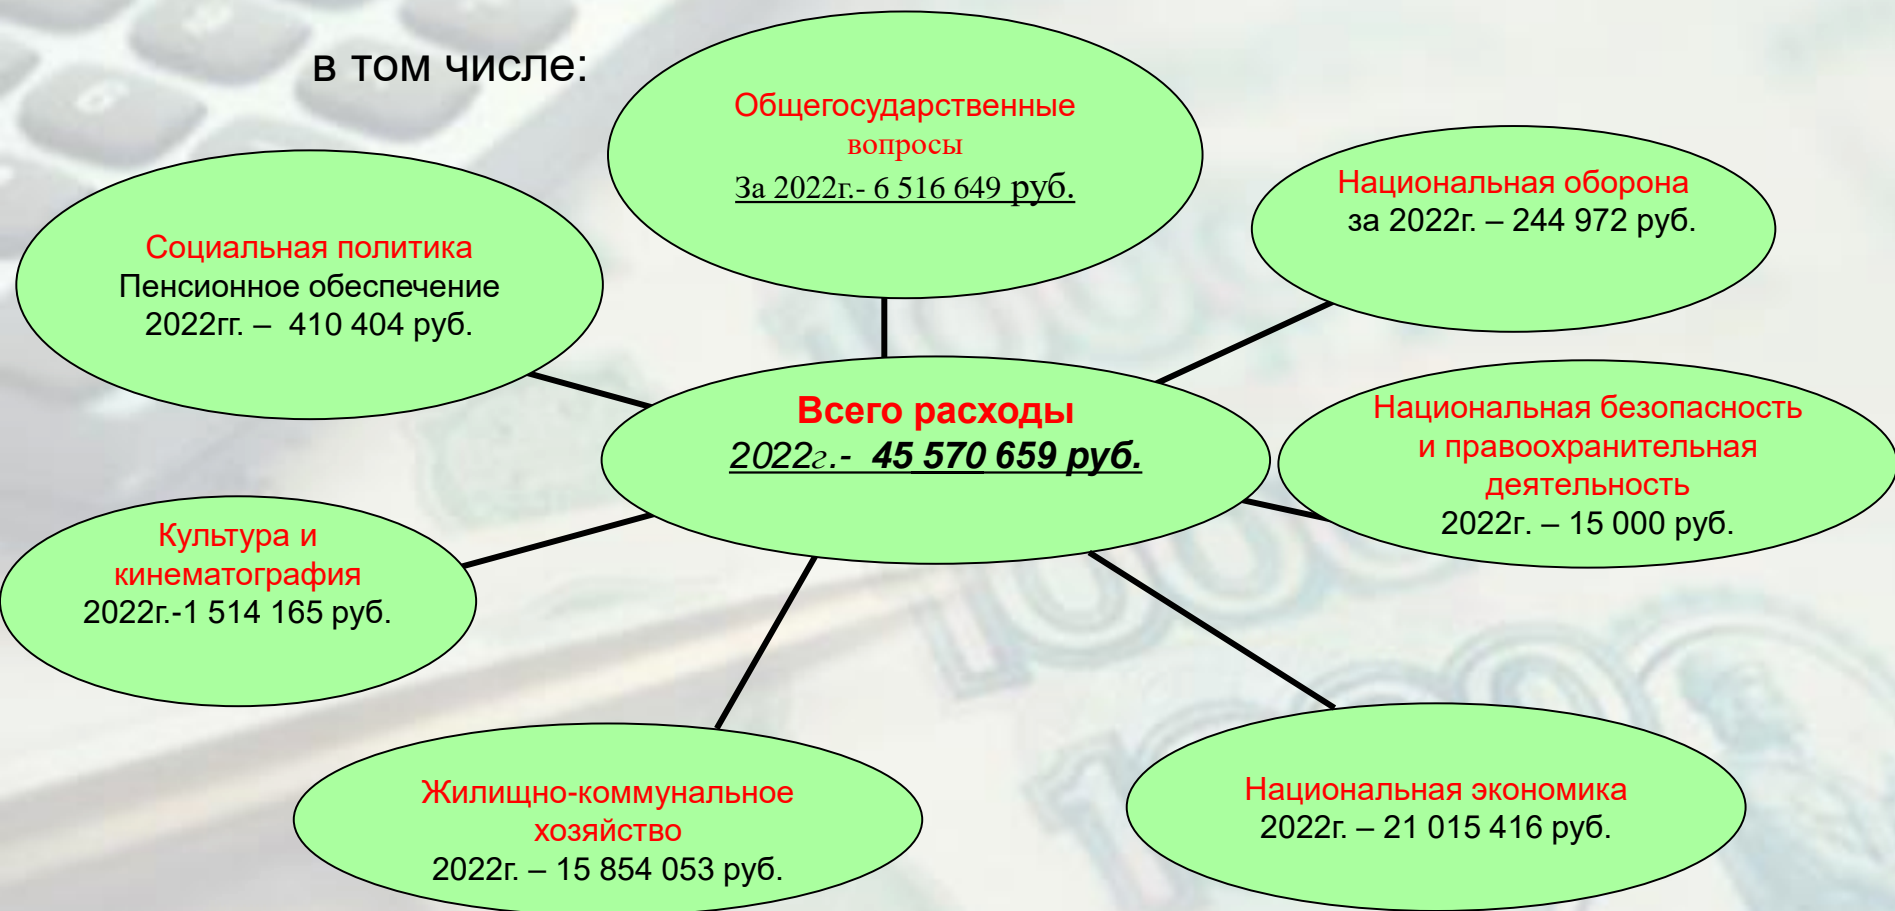 в том числе:
Общегосударственные
вопросы
За 2022г.- 6 516 649 руб.
Национальная оборона
за 2022г. – 244 972 руб.
Социальная политика
Пенсионное обеспечение
2022гг. – 410 404 руб.
Всего расходы
2022г.- 45 570 659 руб.
Национальная безопасность
и правоохранительная
деятельность
2022г. – 15 000 руб.
Культура и
кинематография
2022г.-1 514 165 руб.
Жилищно-коммунальное
хозяйство
2022г. – 15 854 053 руб.
Национальная экономика
2022г. – 21 015 416 руб.